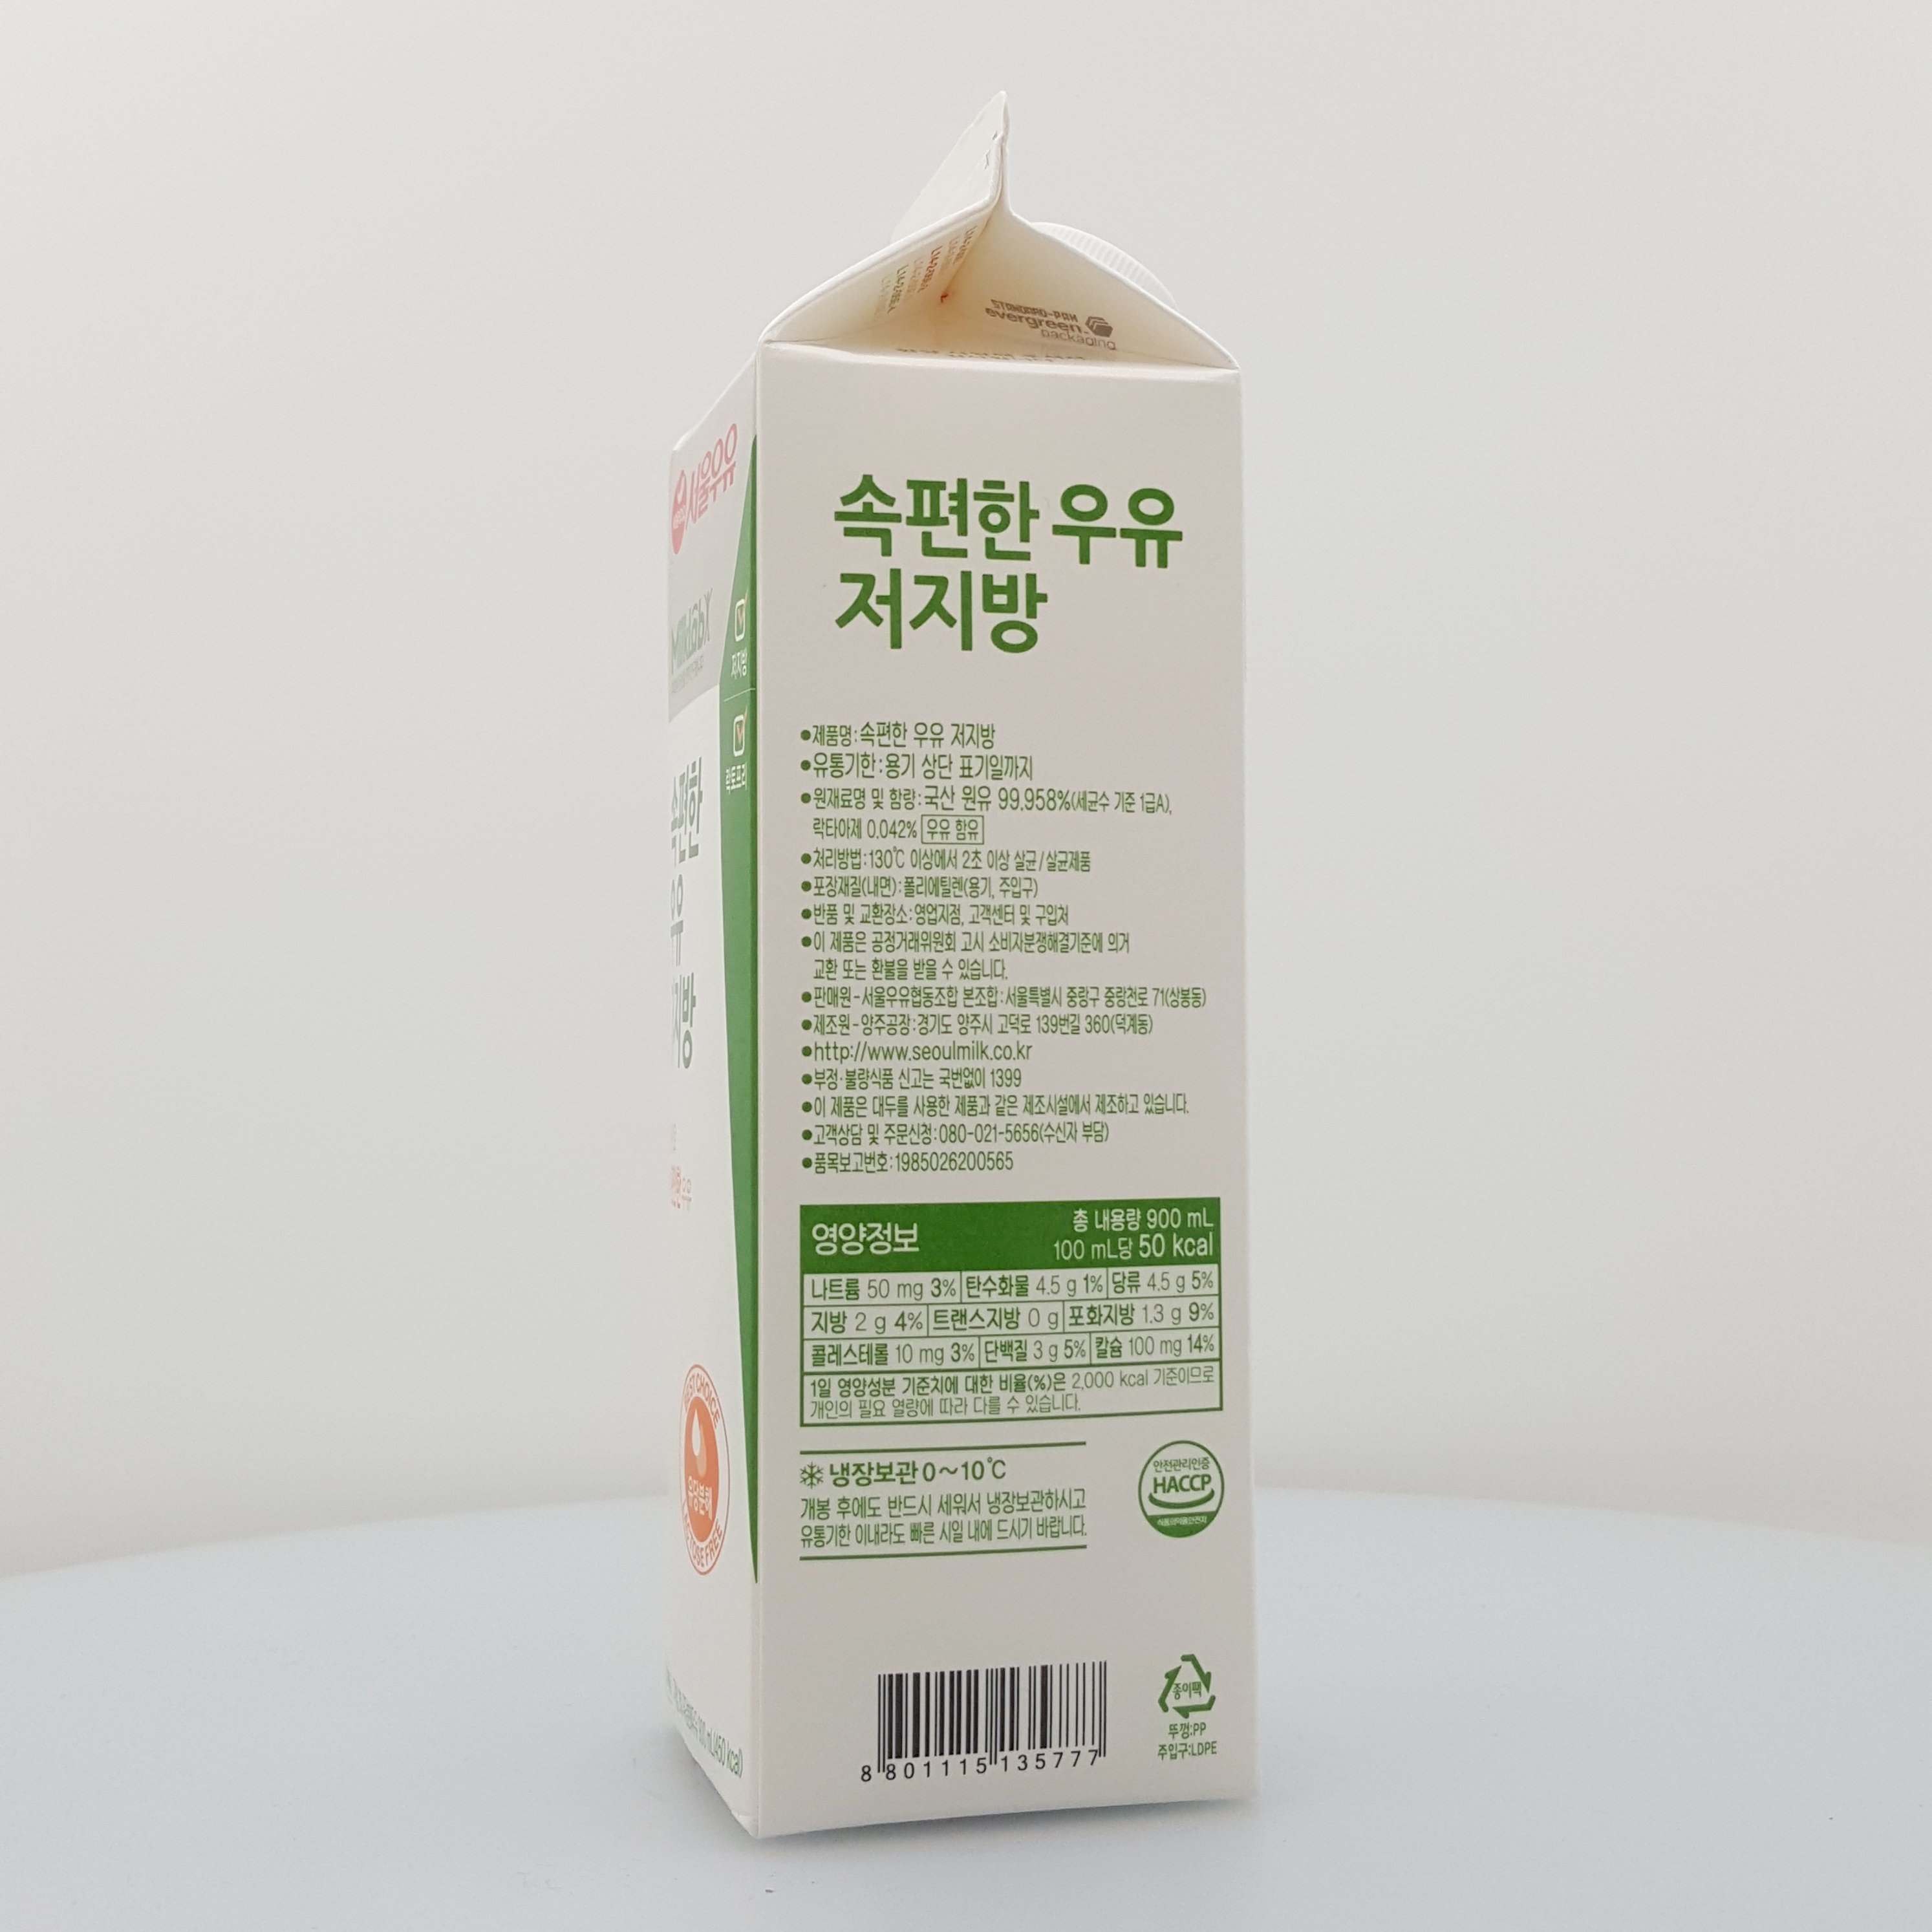 STANDARD-PAK
evergreen
packaging
서울우유
MilklabX
저지방
락토프리
속편한 우유
저지방
●제품명:속편한 우유 저지방
●유통기한:용기 상단 표기일까지
●원재료명 및 함량:국산 원유 99.958%(세균수 기준 1급A),
락타아제 0.042% 우유 함유
●처리방법:130℃ 이상에서 2초 이상 살균/살균제품
●포장재질(내면):폴리에틸렌(용기, 주입구)
●반품 및 교환장소:영업지점, 고객센터 및 구입처
●이 제품은 공정거래위원회 고시 소비자분쟁해결기준에 의거
교환 또는 환불을 받을 수 있습니다.
●판매원-서울우유협동조합 본조합:서울특별시 중랑구 중랑천로 71(상봉동)
●제조원-양주공장:경기도 양주시 고덕로 139번길 360(덕계동)
●http://www.seoulmilk.co.kr
●부정·불량식품 신고는 국번없이 1399
●이 제품은 대두를 사용한 제품과 같은 제조시설에서 제조하고 있습니다.
●고객상담 및 주문신청:080-021-5656(수신자 부담)
●품목보고번호:1985026200565
영양정보
총 내용량 900 mL
100 mL당 50 kcal
나트륨 50 mg 3% 탄수화물 4.5 g 1% 당류 4.5 g 5%
지방 2 g 4% 트랜스지방 0 g 포화지방 1.3 g 9%
콜레스테롤 10 mg 3% 단백질 3 g 5% 칼슘 100 mg 14%
1일 영양성분 기준치에 대한 비율(%)은 2,000 kcal 기준이므로
개인의 필요 열량에 따라 다를 수 있습니다.
냉장보관 0~10℃
개봉 후에도 반드시 세워서 냉장보관하시고
유통기한 이내라도 빠른 시일 내에 드시기 바랍니다.
안전관리인증
HACCP
식품의약품안전처
BEST CHOICE
유당분해
FREE
(450 kcal)
8 801115 135777
종이팩
뚜껑:PP
주입구:LDPE